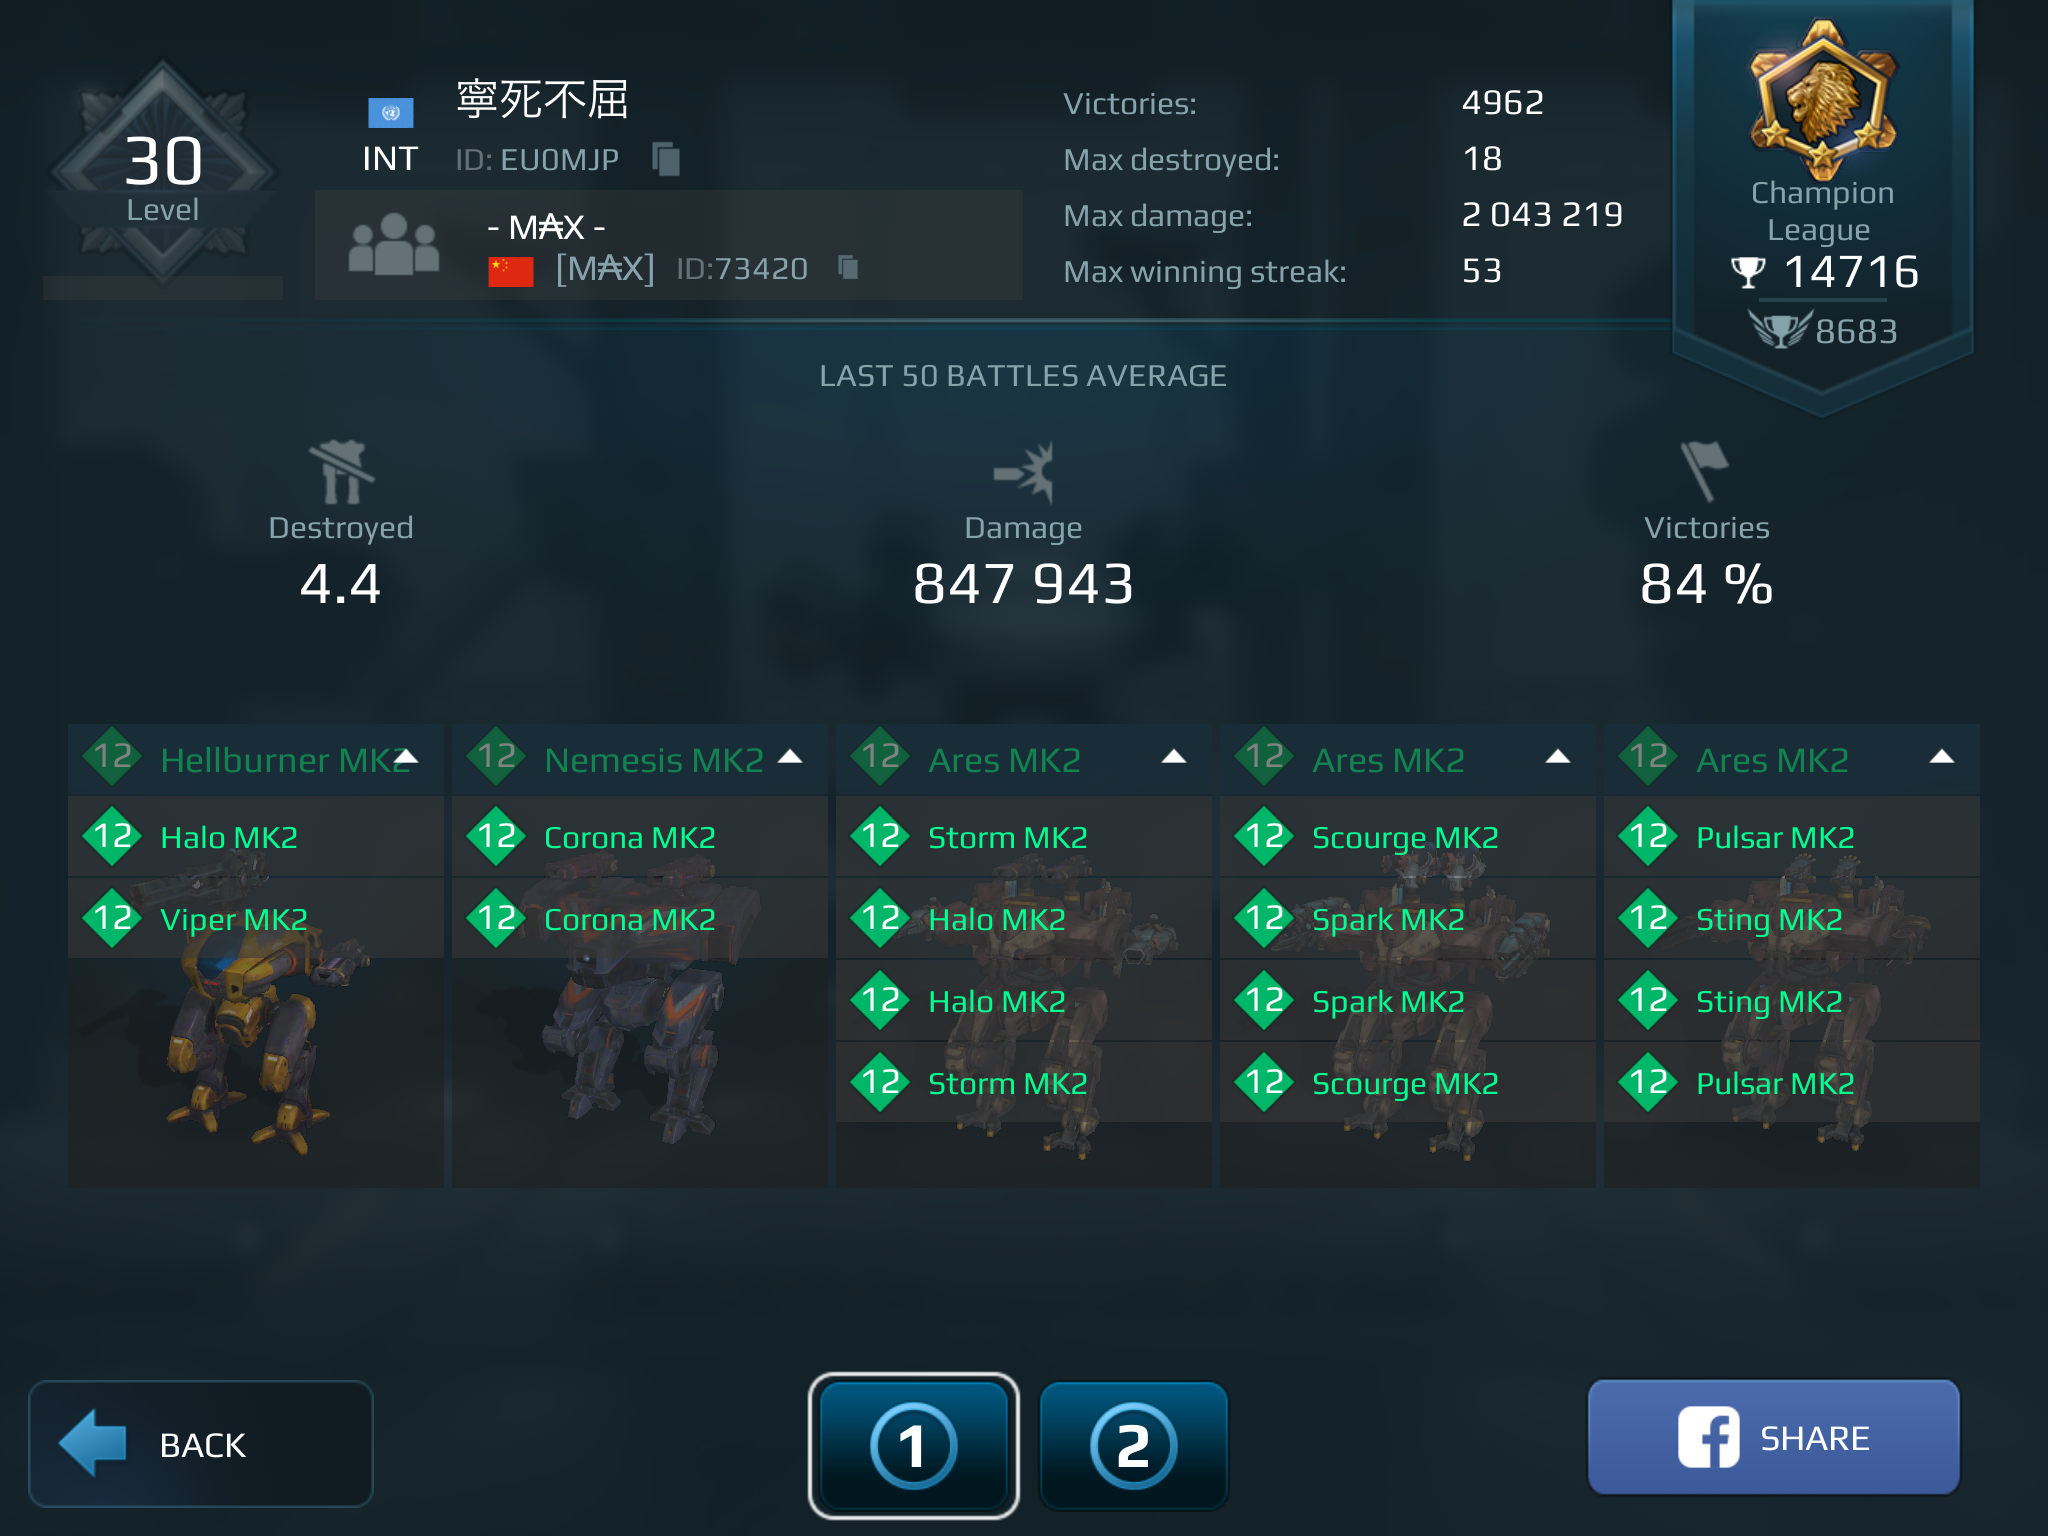 30
Level
INT
寧死不屈
ID: EU0MJP
- M₳X -
[M₳X] ID:73420
Victories: 4962
Max destroyed: 18
Max damage: 2 043 219
Max winning streak: 53
Champion
League
14716
8683
LAST 50 BATTLES AVERAGE
Destroyed
4.4
Damage
847 943
Victories
84 %
12 Hellburner MK2
12 Halo MK2
12 Viper MK2
12 Nemesis MK2
12 Corona MK2
12 Corona MK2
12 Ares MK2
12 Storm MK2
12 Halo MK2
12 Halo MK2
12 Storm MK2
12 Ares MK2
12 Scourge MK2
12 Spark MK2
12 Spark MK2
12 Scourge MK2
12 Ares MK2
12 Pulsar MK2
12 Sting MK2
12 Sting MK2
12 Pulsar MK2
BACK
1
2
SHARE